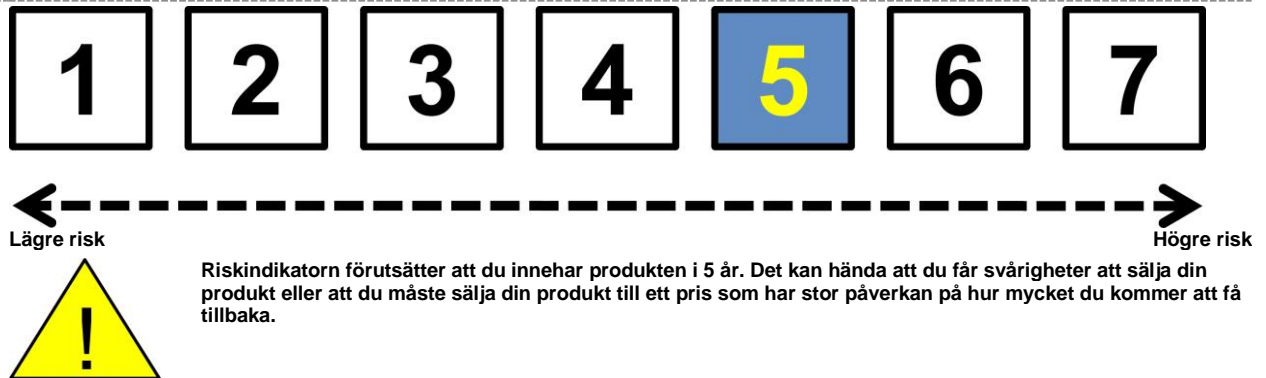 1 2 3 4 5 6 7
Lägre risk Högre risk
Riskindikatorn förutsätter att du innehar produkten i 5 år. Det kan hända att du får svårigheter att sälja din
produkt eller att du måste sälja din produkt till ett pris som har stor påverkan på hur mycket du kommer att få
tillbaka.
!